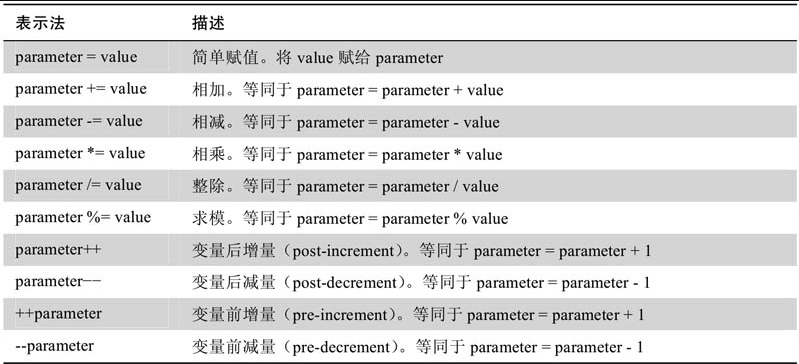 表示法 描述
parameter = value 简单赋值。将 value 赋给 parameter
parameter += value 相加。等同于 parameter = parameter + value
parameter -= value 相减。等同于 parameter = parameter - value
parameter *= value 相乘。等同于 parameter = parameter * value
parameter /= value 整除。等同于 parameter = parameter / value
parameter %= value 求模。等同于 parameter = parameter % value
parameter++ 变量后增量（post-increment）。等同于 parameter = parameter + 1
parameter−− 变量后减量（post-decrement）。等同于 parameter = parameter - 1
++parameter 变量前增量（pre-increment）。等同于 parameter = parameter + 1
--parameter 变量前减量（pre-decrement）。等同于 parameter = parameter - 1